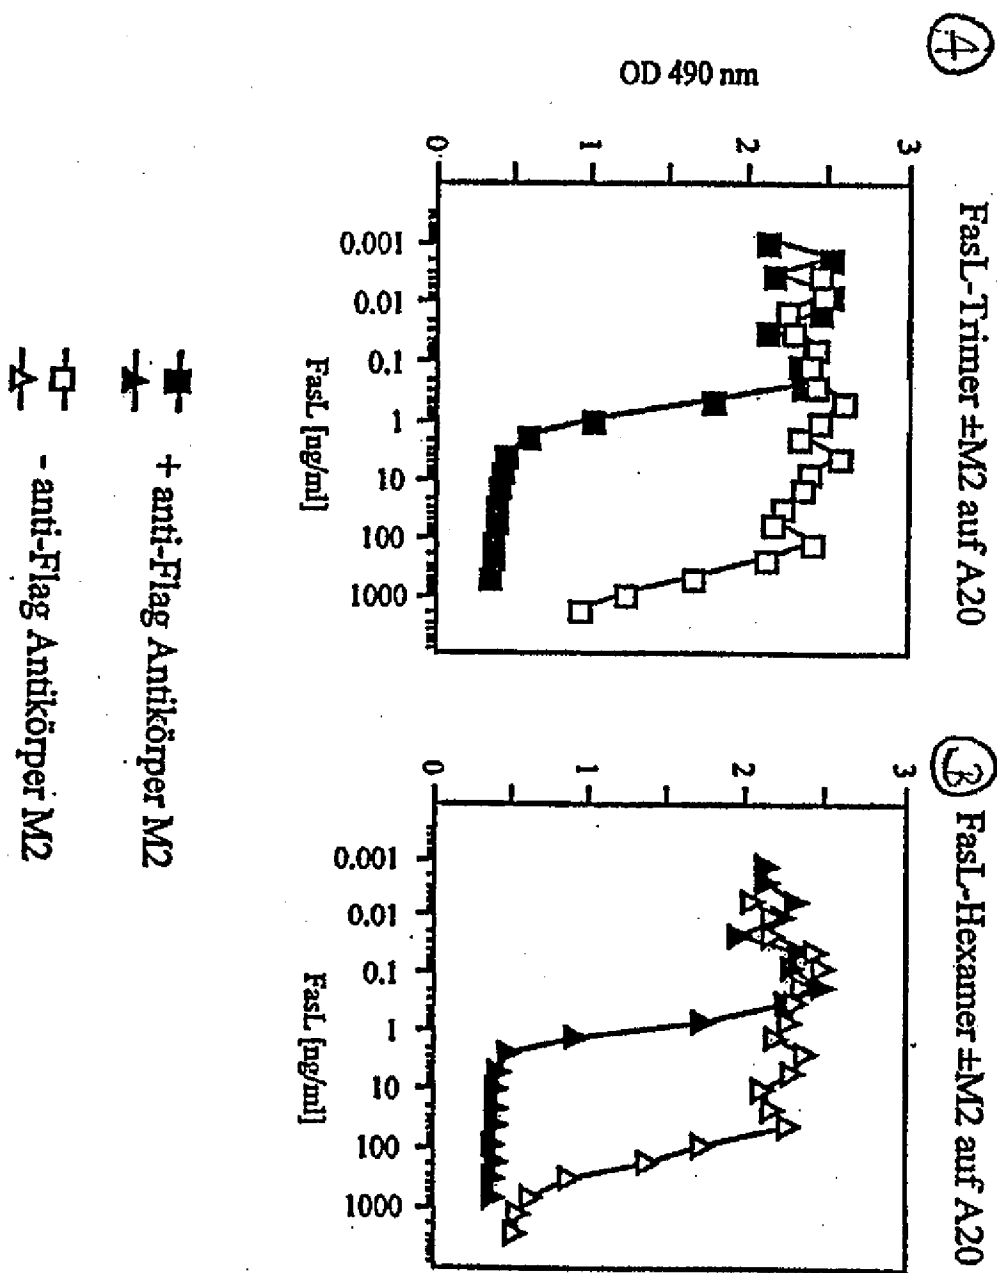 A
FasL-Trimer ±M2 auf A20
OD 490 nm
3
2
1
0
0.001
0.01
0.1
1
10
100
1000
FasL [ng/ml]
B
FasL-Hexamer ±M2 auf A20
3
2
1
0
0.001
0.01
0.1
1
10
100
1000
FasL [ng/ml]
+ anti-Flag Antikörper M2
- anti-Flag Antikörper M2